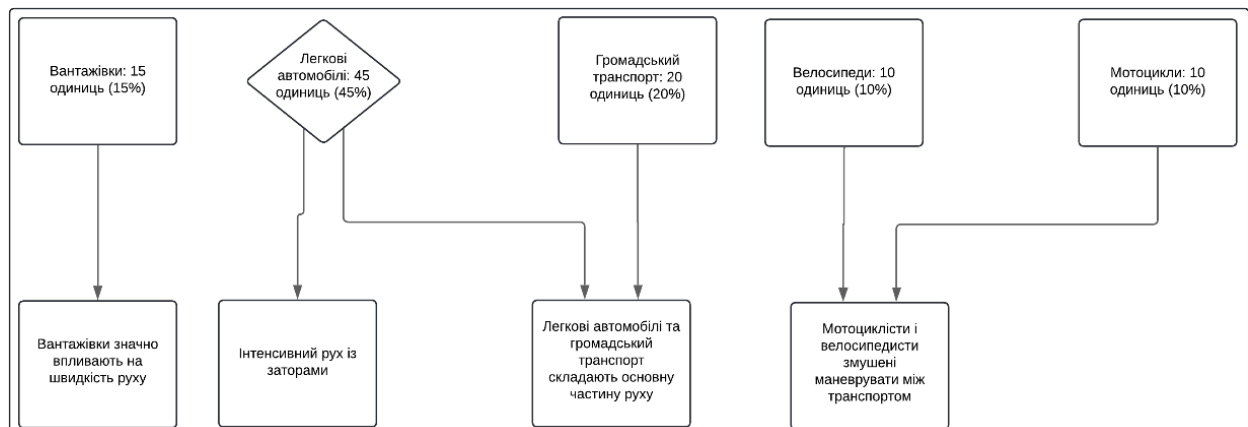 Вантажівки: 15
одиниць (15%)
Легкові
автомобілі: 45
одиниць (45%)
Громадський
транспорт: 20
одиниць (20%)
Велосипеди: 10
одиниць (10%)
Мотоцикли: 10
одиниць (10%)
Вантажівки значно
впливають на
швидкість руху
Інтенсивний рух із
заторами
Легкові автомобілі та
громадський
транспорт
складають основну
частину руху
Мотоциклісти і
велосипедисти
змушені
маневрувати між
транспортом